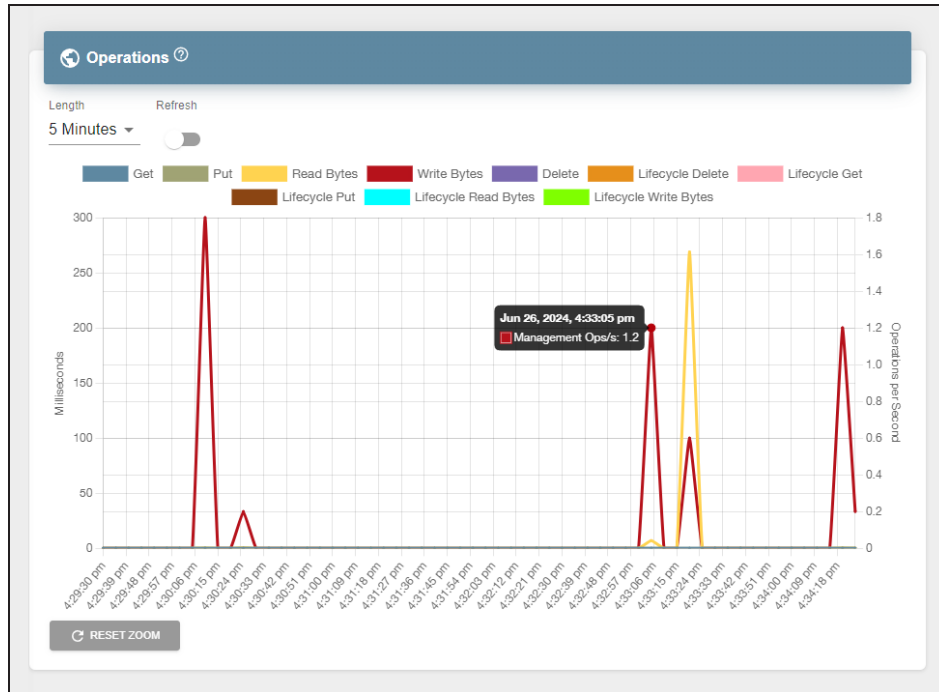 Operations ?
Length Refresh
5 Minutes
Get Put Read Bytes Write Bytes Delete Lifecycle Delete Lifecycle Get
Lifecycle Put Lifecycle Read Bytes Lifecycle Write Bytes
Milliseconds
300
250
200
150
100
50
0
Jun 26, 2024, 4:33:05 pm
Management Ops/s: 1.2
1.8
1.6
1.4
1.2
1.0
0.8
0.6
0.4
0.2
0
Operations per Second
4:29:30 pm
4:29:39 pm
4:29:48 pm
4:29:57 pm
4:30:06 pm
4:30:15 pm
4:30:24 pm
4:30:33 pm
4:30:42 pm
4:30:51 pm
4:31:00 pm
4:31:09 pm
4:31:18 pm
4:31:27 pm
4:31:36 pm
4:31:45 pm
4:31:54 pm
4:32:03 pm
4:32:12 pm
4:32:21 pm
4:32:30 pm
4:32:39 pm
4:32:48 pm
4:32:57 pm
4:33:06 pm
4:33:15 pm
4:33:24 pm
4:33:33 pm
4:33:42 pm
4:33:51 pm
4:34:00 pm
4:34:09 pm
4:34:18 pm
RESET ZOOM